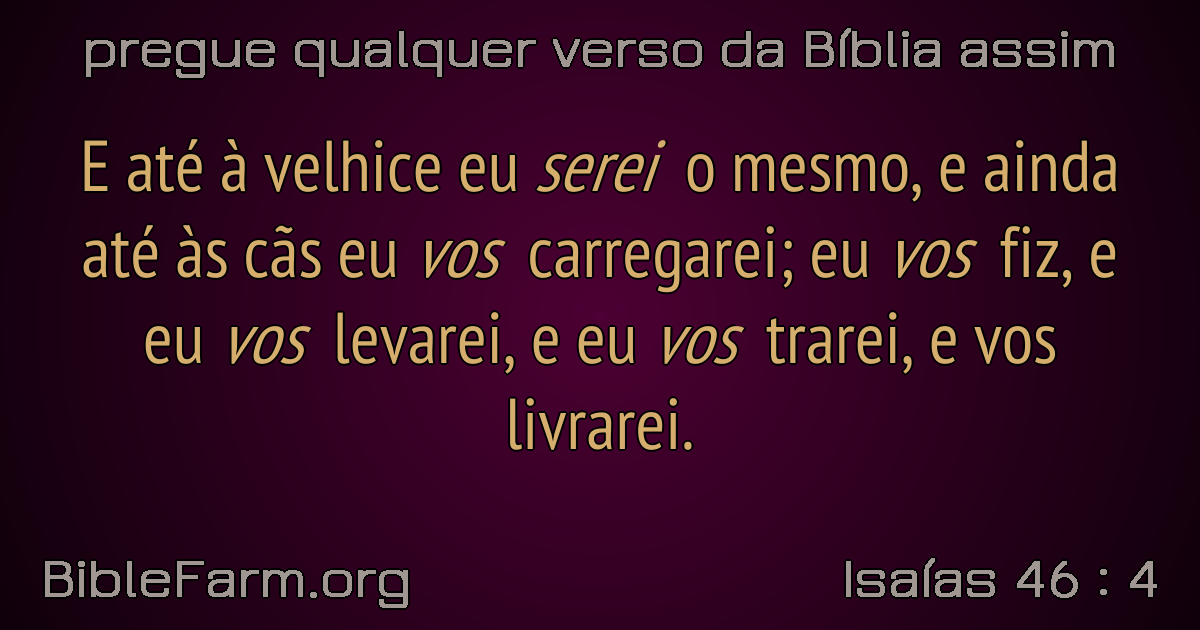 pregue qualquer verso da Bíblia assim
E até à velhice eu serei o mesmo, e ainda
até às cãs eu vos carregarei; eu vos fiz, e
eu vos levarei, e eu vos trarei, e vos
livrarei.
BibleFarm.org
Isaías 46 : 4